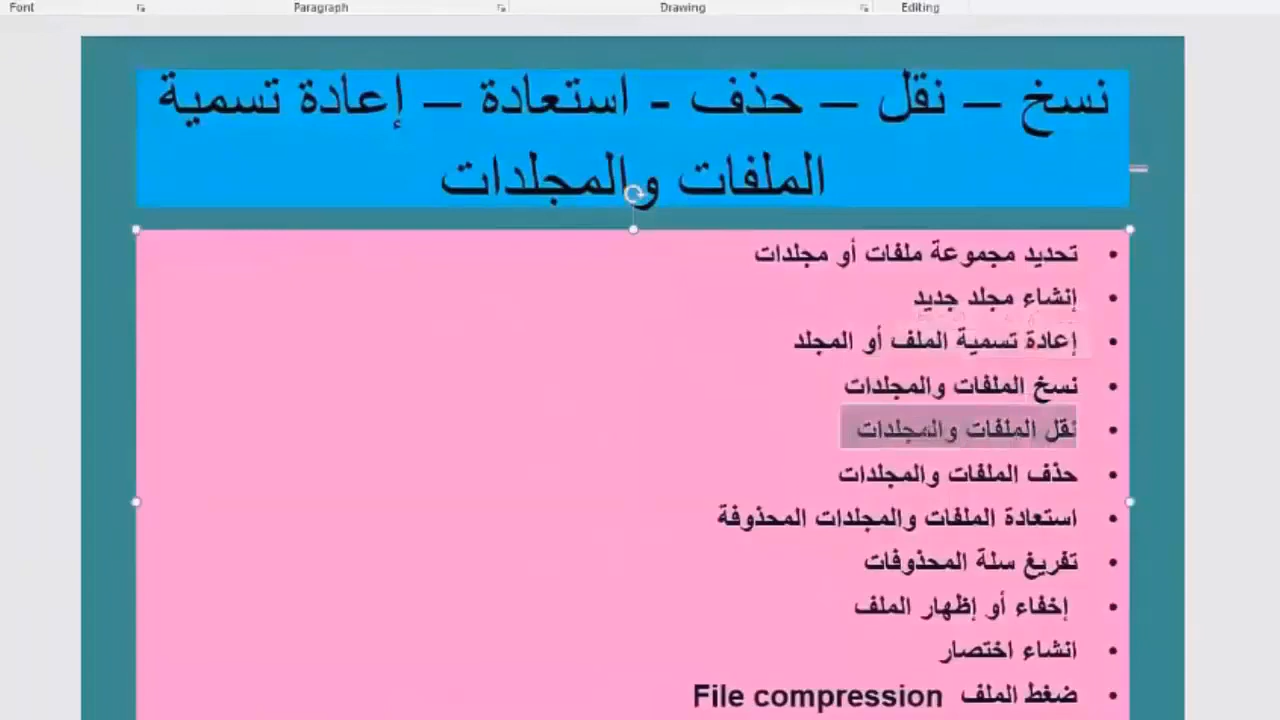 Font Paragraph Drawing Editing
نسخ – نقل – حذف - استعادة – إعادة تسمية
الملفات والمجلدات
• تحديد مجموعة ملفات أو مجلدات
• إنشاء مجلد جديد
• إعادة تسمية الملف أو المجلد
• نسخ الملفات والمجلدات
• نقل الملفات والمجلدات
• حذف الملفات والمجلدات
• استعادة الملفات والمجلدات المحذوفة
• تفريغ سلة المحذوفات
• إخفاء أو إظهار الملف
• انشاء اختصار
• ضغط الملف File compression